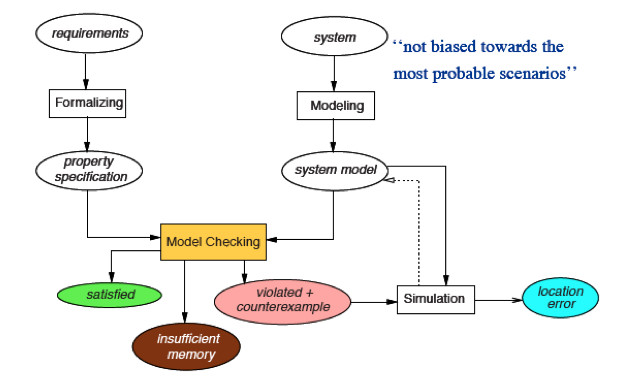 requirements
system
‘‘not biased towards the
most probable scenarios’’
Formalizing
Modeling
property
specification
system model
Model Checking
satisfied
violated +
counterexample
Simulation
location
error
insufficient
memory